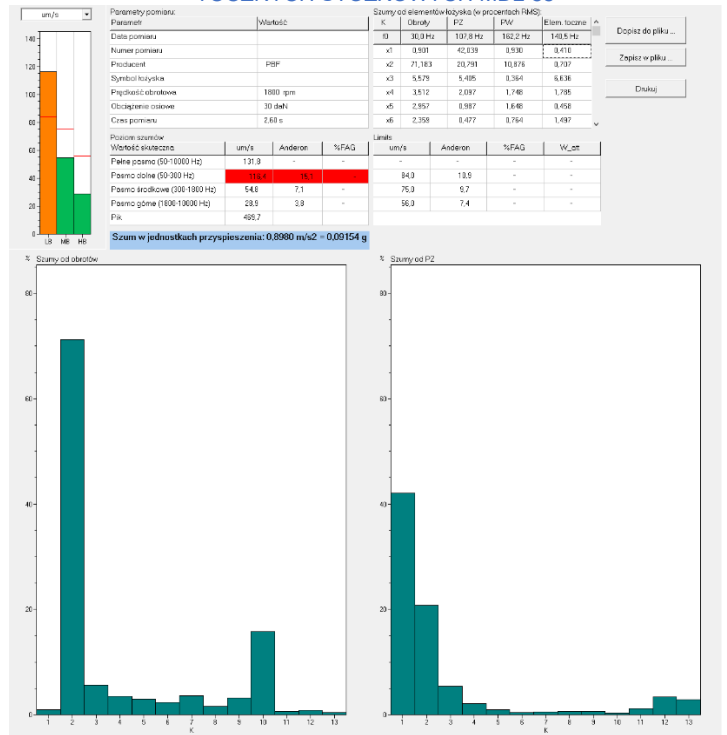 um/s
140
120
100
80
60
40
20
0
LB MB HB
Parametry pomiaru:
Parametr Wartość
Data pomiaru
Numer pomiaru
Producent PBF
Symbol łożyska
Prędkość obrotowa 1800 rpm
Obciążenie osiowe 30 daN
Czas pomiaru 2,60 s
Szumy od elementów łożyska (w procentach RMS):
K Obroty PZ PW Elem. toczne
f0 30,0 Hz 107,8 Hz 162,2 Hz 140,5 Hz
x1 0,901 42,039 0,930 0,410
x2 71,183 20,791 10,876 0,707
x3 5,579 5,405 0,364 6,636
x4 3,512 2,097 1,748 1,785
x5 2,957 0,987 1,648 0,458
x6 2,359 0,477 0,764 1,497
Dopisz do pliku ...
Zapisz w pliku ...
Drukuj
Poziom szumów
Wartość skuteczna um/s Anderon %FAG
Pełne pasmo (50-10000 Hz) 131,8 - -
Pasmo dolne (50-300 Hz)
Pasmo środkowe (300-1800 Hz) 54,8 7,1 -
Pasmo górne (1800-10000 Hz) 28,9 3,8 -
Pik 469,7
Limits
um/s Anderon %FAG W_att
- - - -
84,0 10,9 - -
75,0 9,7 - -
56,0 7,4 - -
Szum w jednostkach przyspieszenia: 0,8980 m/s2 = 0,09154 g
% Szumy od obrotów
80
60
40
20
0
1 2 3 4 5 6 7 8 9 10 11 12 13
K
% Szumy od PZ
80
60
40
20
0
1 2 3 4 5 6 7 8 9 10 11 12 13
K